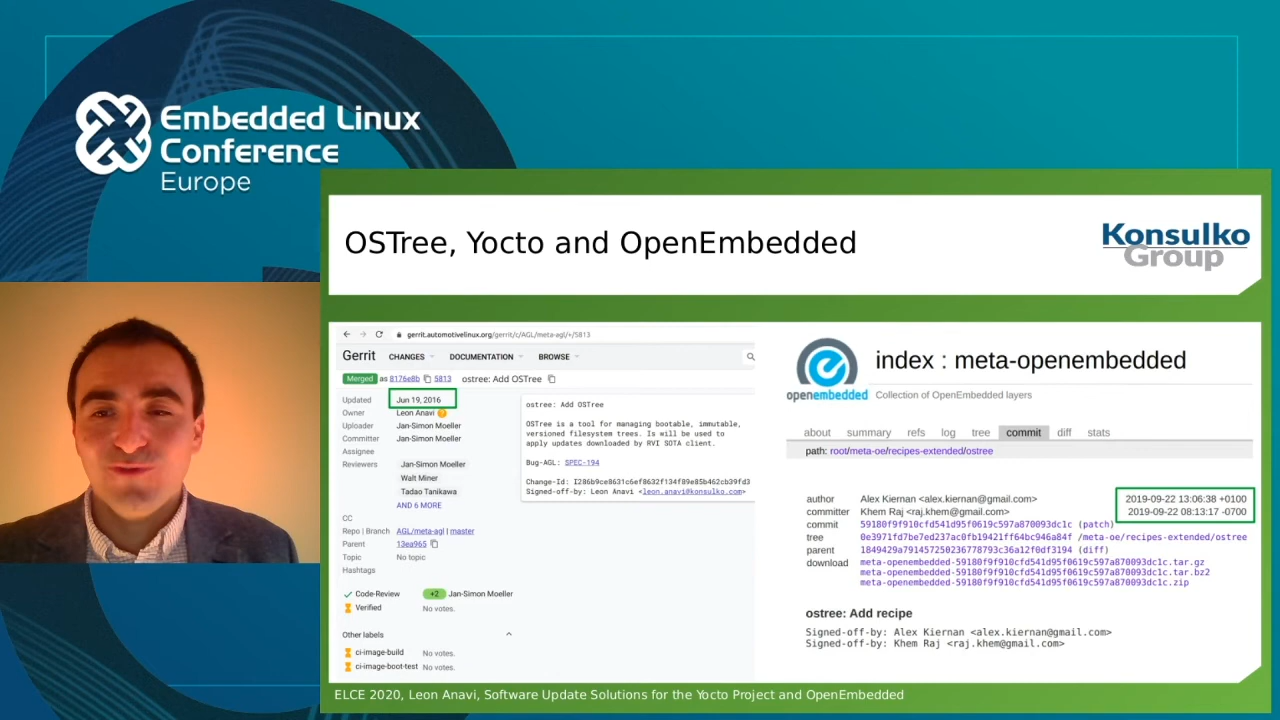 Embedded Linux
Conference
Europe
OSTree, Yocto and OpenEmbedded
Konsulko
Group
gerrit.automotivelinux.org/gerrit/c/AGL/meta-agl/+/5813
Gerrit CHANGES DOCUMENTATION BROWSE
Merged as 8176e8b 5813 ostree: Add OSTree
Updated Jun 19, 2016
Owner Leon Anavi
Uploader Jan-Simon Moeller
Committer Jan-Simon Moeller
Assignee
Reviewers Jan-Simon Moeller
Walt Miner
Tadao Tanikawa
AND 6 MORE
CC
Repo | Branch AGL/meta-agl | master
Parent 13ea965
Topic No topic
Hashtags
Code-Review +2 Jan-Simon Moeller
Verified No votes.
Other labels
ci-image-build No votes.
ci-image-boot-test No votes.
ostree: Add OSTree
OSTree is a tool for managing bootable, immutable,
versioned filesystem trees. Is will be used to
apply updates downloaded by RVI SOTA client.
Bug-AGL: SPEC-194
Change-Id: I286b9ce8631c6ef8632f134f89e85b462cb39fd3
Signed-off-by: Leon Anavi <leon.anavi@konsulko.com>
openembedded
index : meta-openembedded
Collection of OpenEmbedded layers
about summary refs log tree commit diff stats
path: root/meta-oe/recipes-extended/ostree
author Alex Kiernan <alex.kiernan@gmail.com> 2019-09-22 13:06:38 +0100
committer Khem Raj <raj.khem@gmail.com> 2019-09-22 08:13:17 -0700
commit 59180f9f910cfd541d95f0619c597a870093dc1c (patch)
tree 0e3971fd7be7ed237ac0fb19421ff64bc946a84f /meta-oe/recipes-extended/ostree
parent 1849429a791457250236778793c36a12f0df3194 (diff)
download meta-openembedded-59180f9f910cfd541d95f0619c597a870093dc1c.tar.gz
meta-openembedded-59180f9f910cfd541d95f0619c597a870093dc1c.tar.bz2
meta-openembedded-59180f9f910cfd541d95f0619c597a870093dc1c.zip
ostree: Add recipe
Signed-off-by: Alex Kiernan <alex.kiernan@gmail.com>
Signed-off-by: Khem Raj <raj.khem@gmail.com>
ELCE 2020, Leon Anavi, Software Update Solutions for the Yocto Project and OpenEmbedded